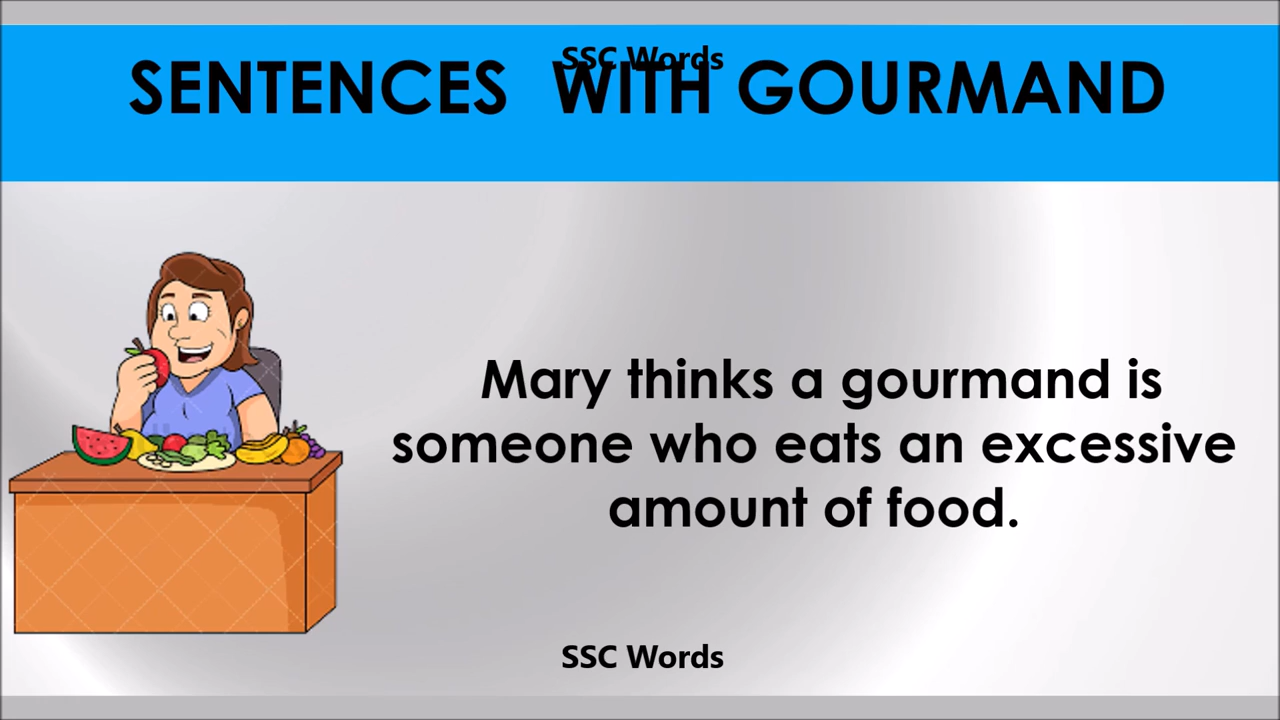 SSC Words
SENTENCES WITH GOURMAND
Mary thinks a gourmand is
someone who eats an excessive
amount of food.
SSC Words